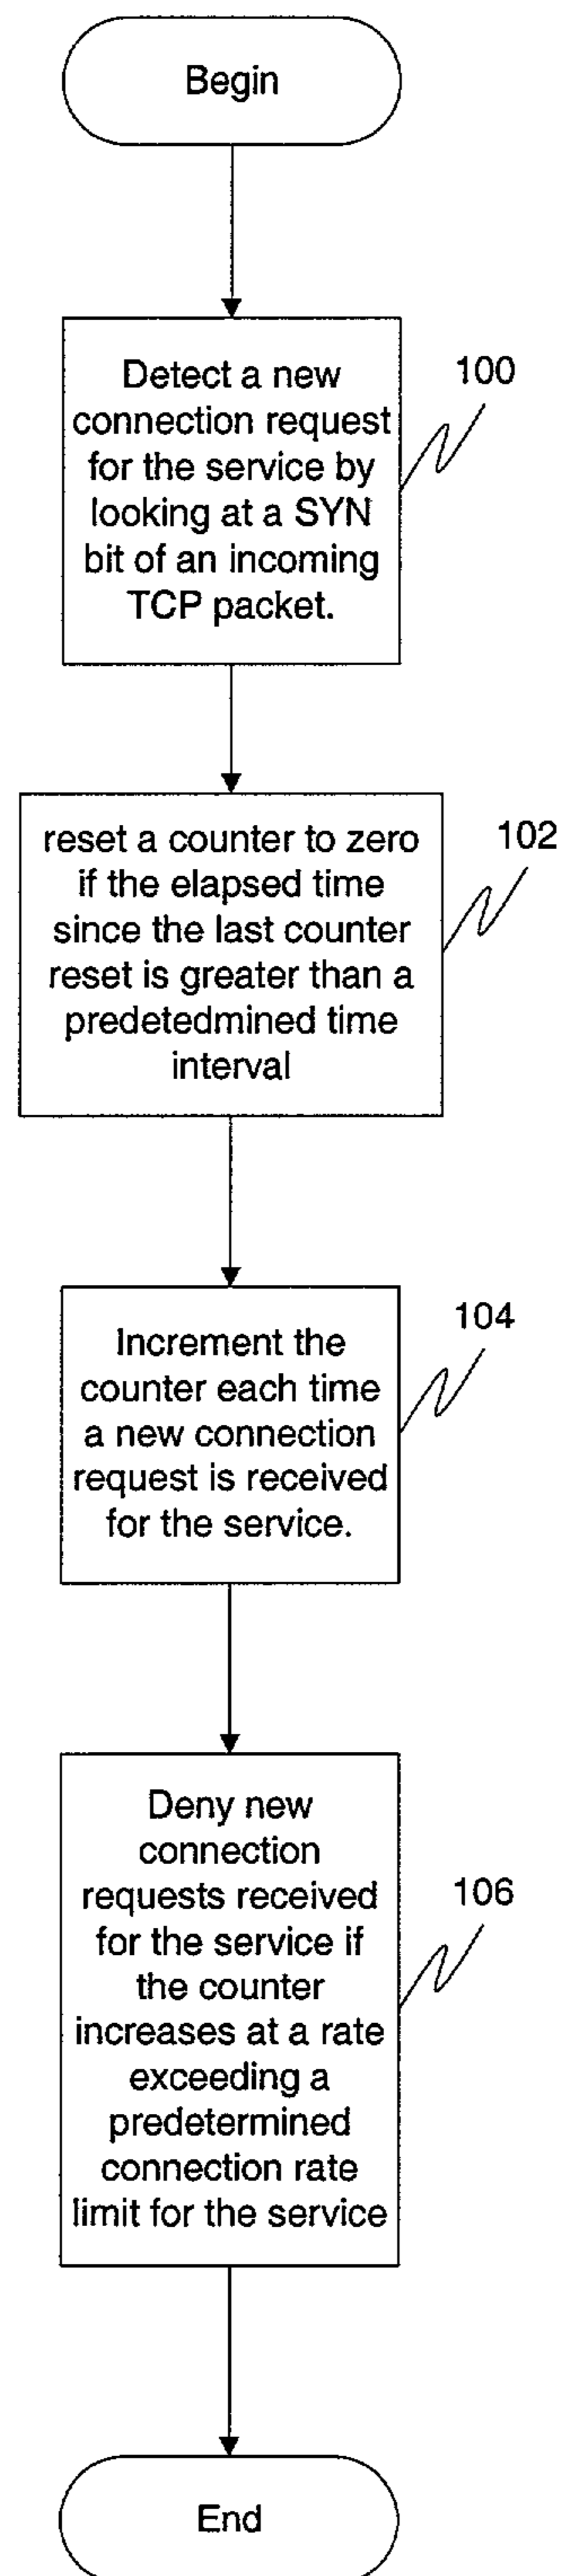 Begin
Detect a new
connection request
for the service by
looking at a SYN
bit of an incoming
TCP packet.
100
reset a counter to zero
if the elapsed time
since the last counter
reset is greater than a
predetedmined time
interval
102
Increment the
counter each time
a new connection
request is received
for the service.
104
Deny new
connection
requests received
for the service if
the counter
increases at a rate
exceeding a
predetermined
connection rate
limit for the service
106
End